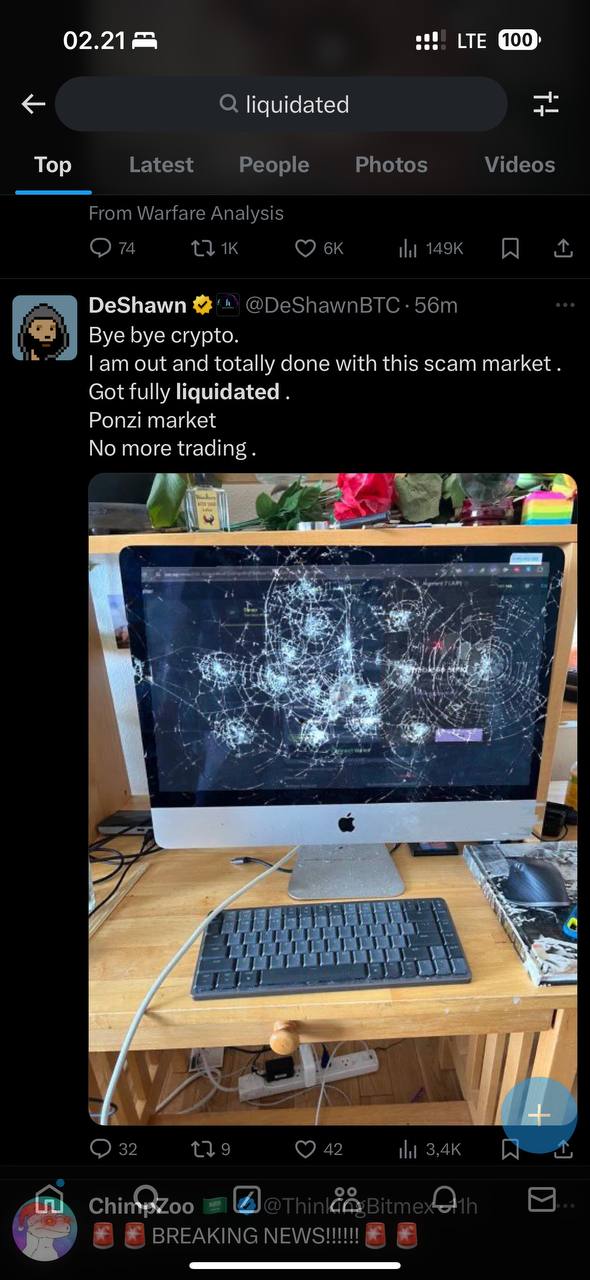 02.21
LTE 100
liquidated
Top Latest People Photos Videos
From Warfare Analysis
74 1K 6K 149K
DeShawn @DeShawnBTC · 56m
Bye bye crypto.
I am out and totally done with this scam market .
Got fully liquidated .
Ponzi market
No more trading .
32 9 42 3,4K
ChimpZoo @ThinkingBitmex · 11h
BREAKING NEWS!!!!!!